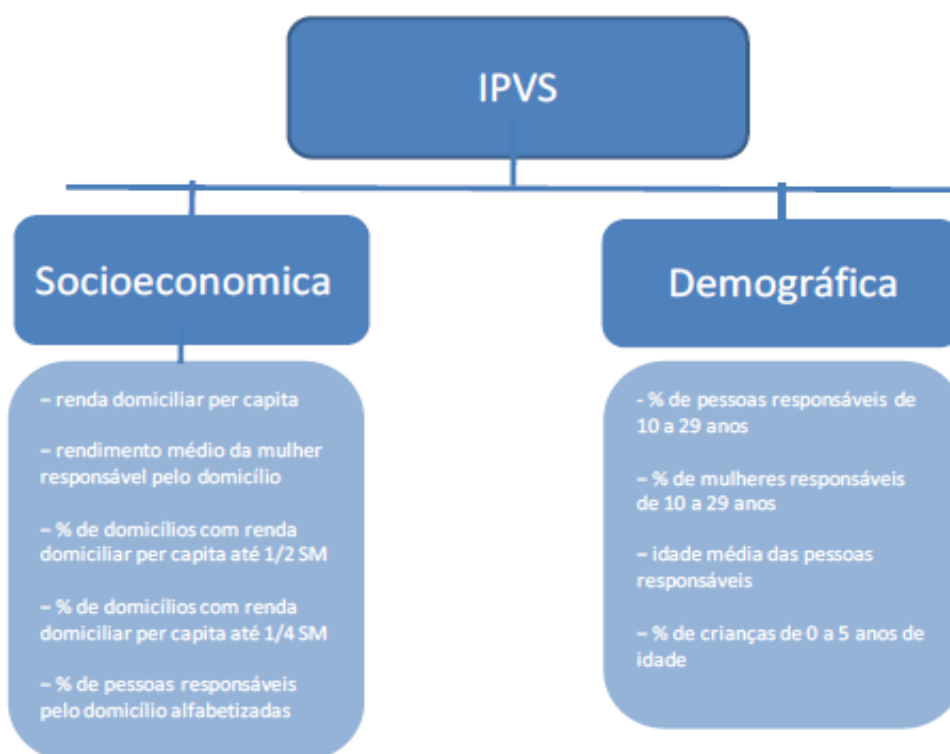 IPVS
Socioeconomica
– renda domiciliar per capita
– rendimento médio da mulher
responsável pelo domicílio
– % de domicílios com renda
domiciliar per capita até 1/2 SM
– % de domicílios com renda
domiciliar per capita até 1/4 SM
– % de pessoas responsáveis
pelo domicílio alfabetizadas
Demográfica
- % de pessoas responsáveis de
10 a 29 anos
– % de mulheres responsáveis
de 10 a 29 anos
– idade média das pessoas
responsáveis
– % de crianças de 0 a 5 anos de
idade